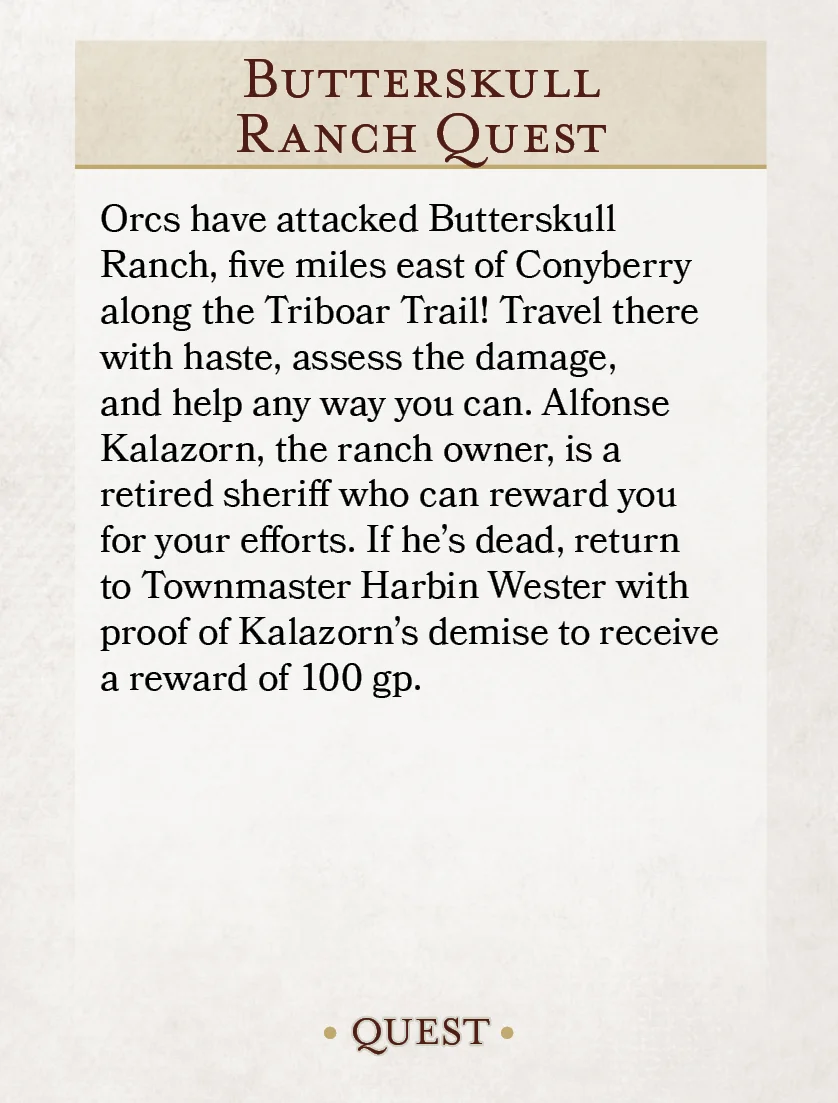 Butterskull
Ranch Quest
Orcs have attacked Butterskull
Ranch, five miles east of Conyberry
along the Triboar Trail! Travel there
with haste, assess the damage,
and help any way you can. Alfonse
Kalazorn, the ranch owner, is a
retired sheriff who can reward you
for your efforts. If he’s dead, return
to Townmaster Harbin Wester with
proof of Kalazorn’s demise to receive
a reward of 100 gp.
• QUEST •